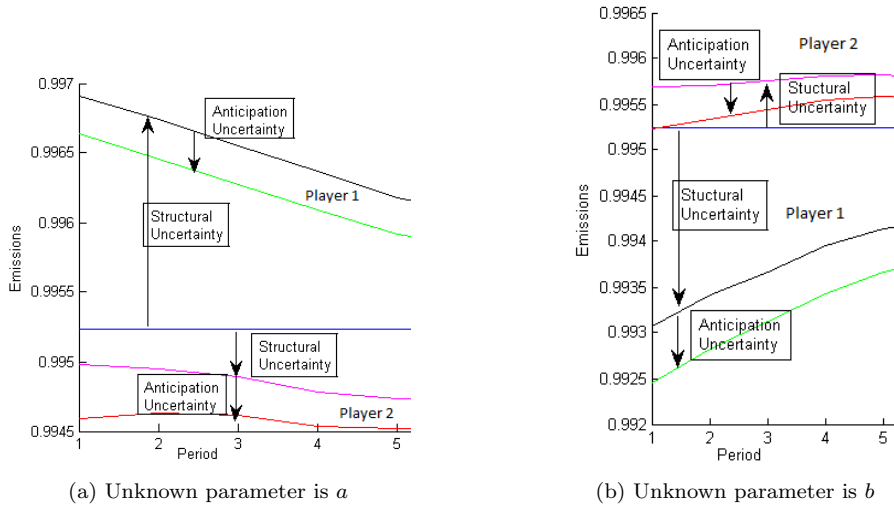 0.997
0.9965
0.996
0.9955
0.995
0.9945
Emissions
1
2
3
4
5
Period
Anticipation
Uncertainty
Player 1
Structural
Uncertainty
Structural
Uncertainty
Anticipation
Uncertainty
Player 2
(a) Unknown parameter is a
0.9965
0.996
0.9955
0.995
0.9945
0.994
0.9935
0.993
0.9925
0.992
Emissions
1
2
3
4
5
Period
Anticipation
Uncertainty
Player 2
Stuctural
Uncertainty
Stuctural
Uncertainty
Player 1
Anticipation
Uncertainty
(b) Unknown parameter is b